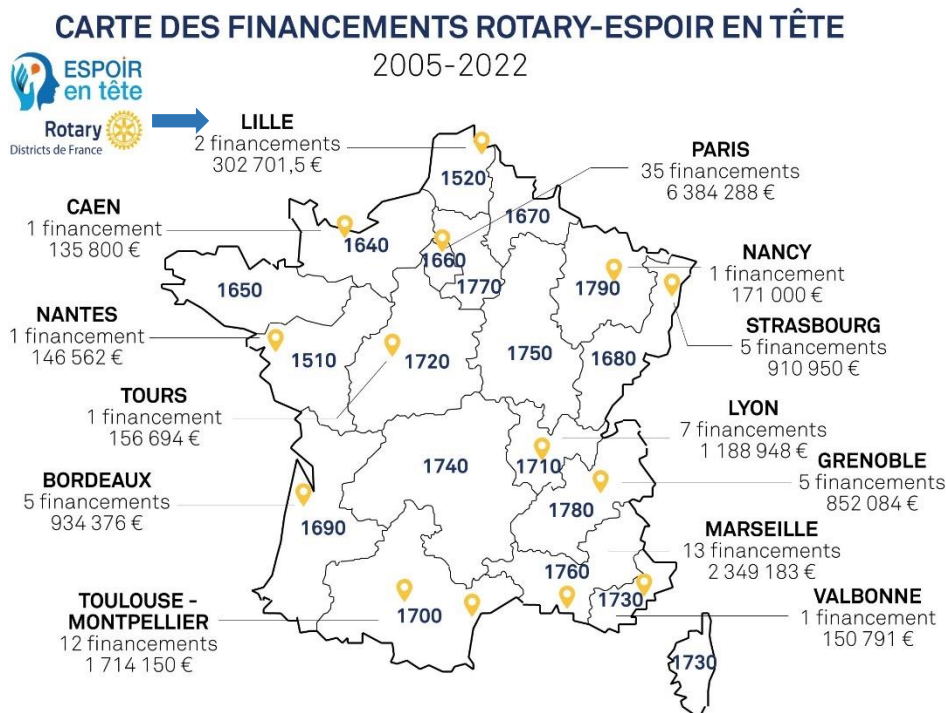 CARTE DES FINANCEMENTS ROTARY-ESPOIR EN TÊTE
2005-2022
ESPOIR
en tête
Rotary
Districts de France
LILLE
2 financements
302 701,5 €
PARIS
35 financements
6 384 288 €
CAEN
1 financement
135 800 €
NANCY
1 financement
171 000 €
NANTES
1 financement
146 562 €
STRASBOURG
5 financements
910 950 €
TOURS
1 financement
156 694 €
LYON
7 financements
1 188 948 €
BORDEAUX
5 financements
934 376 €
GRENOBLE
5 financements
852 084 €
MARSEILLE
13 financements
2 349 183 €
TOULOUSE -
MONTPELLIER
12 financements
1 714 150 €
VALBONNE
1 financement
150 791 €
1520
1670
1640
1660
1770
1790
1650
1510
1720
1750
1680
1740
1710
1780
1690
1760
1700
1730
1730